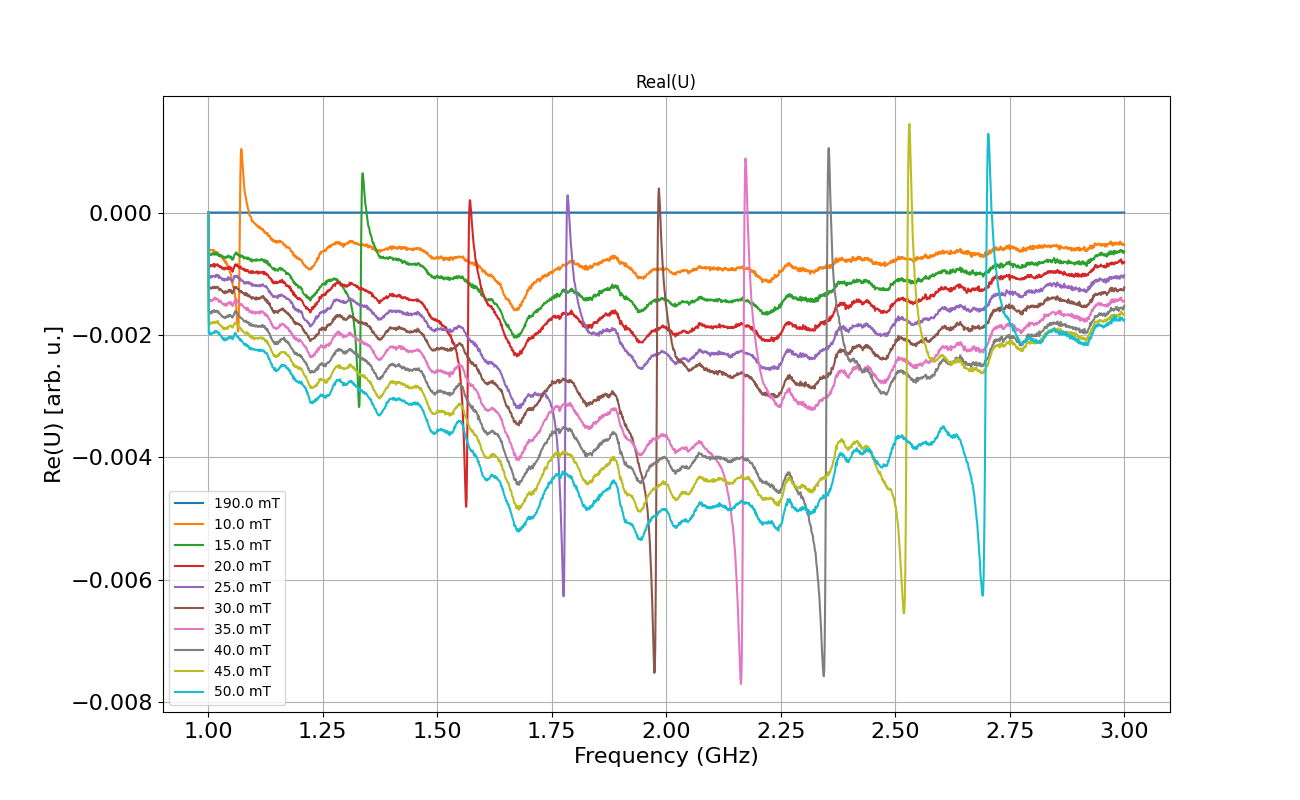 Real(U)
Re(U) [arb. u.]
0.000
−0.002
−0.004
−0.006
−0.008
190.0 mT
10.0 mT
15.0 mT
20.0 mT
25.0 mT
30.0 mT
35.0 mT
40.0 mT
45.0 mT
50.0 mT
1.00 1.25 1.50 1.75 2.00 2.25 2.50 2.75 3.00
Frequency (GHz)